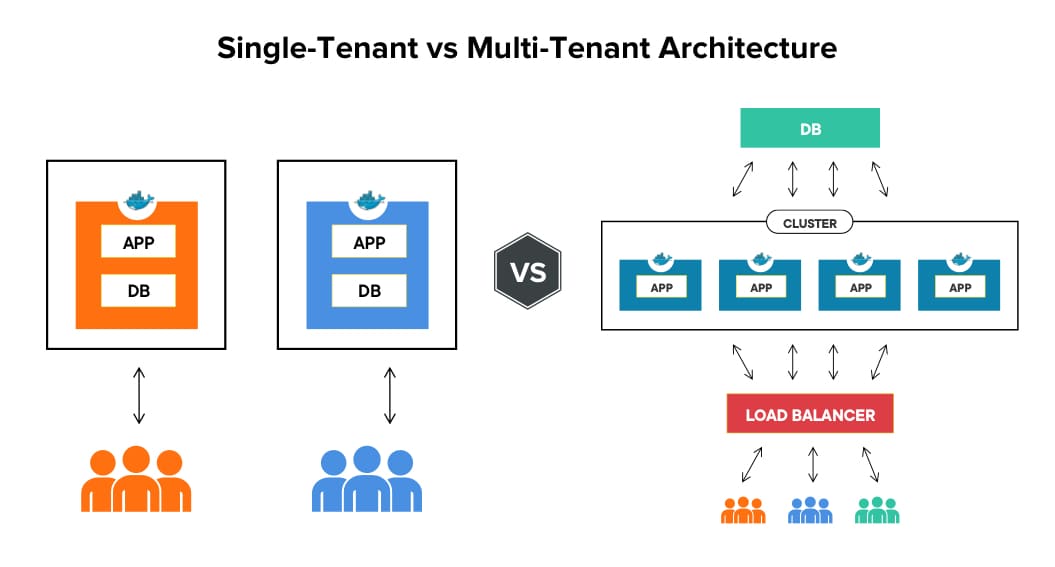 Single-Tenant vs Multi-Tenant Architecture
APP
DB
APP
DB
VS
DB
CLUSTER
APP
APP
APP
APP
LOAD BALANCER